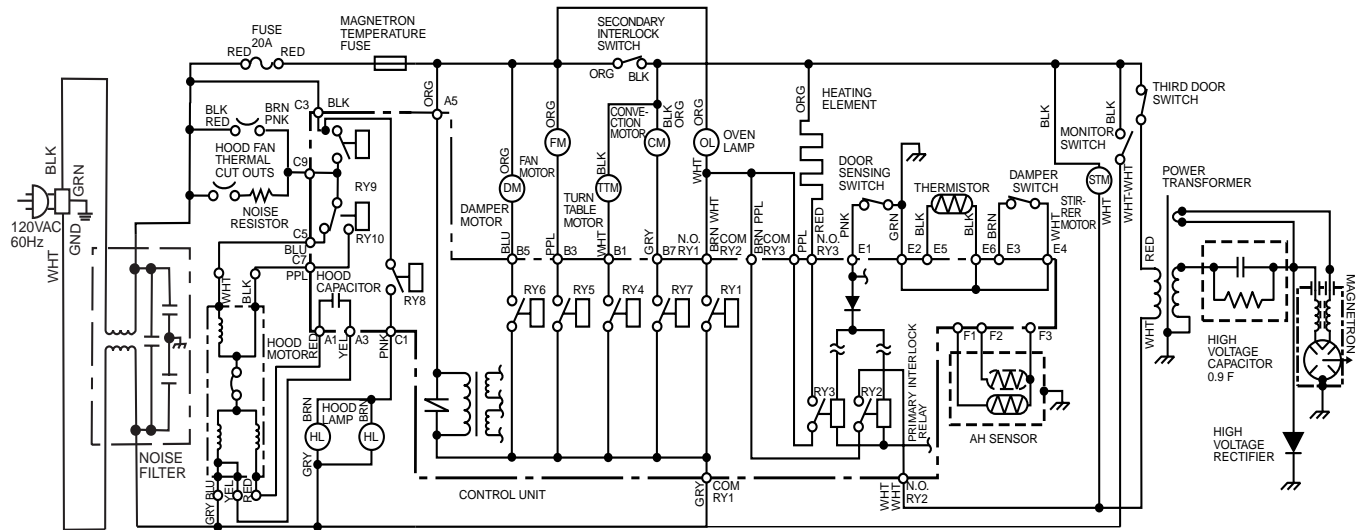 FUSE
20A
RED
RED
MAGNETRON
TEMPERATURE
FUSE
SECONDARY
INTERLOCK
SWITCH
ORG
BLK
THIRD DOOR
SWITCH
BLK
RED
BRN
PNK
HOOD FAN
THERMAL
CUT OUTS
NOISE
RESISTOR
C3
BLK
C9
RY9
RY10
C5
BLU
C7
PPL
ORG
A5
ORG
DM
DAMPER
MOTOR
BLU
B5
ORG
FM
FAN
MOTOR
PPL
B3
BLK
TTM
TURN
TABLE
MOTOR
WHT
B1
BLK
ORG
CONVE-
CTION
MOTOR
CM
GRY
B7
ORG
OL
OVEN
LAMP
WHT
BRN WHT
N.O.
RY1
COM
RY2
BRN PPL
COM
RY3
PPL
ORG
HEATING
ELEMENT
RED
N.O.
RY3
DOOR
SENSING
SWITCH
PNK
E1
GRN
E2
BLK
E5
THERMISTOR
BLK
E6
BRN
E3
DAMPER
SWITCH
WHT
E4
BLK
STM
STIR-
RER
MOTOR
WHT
BLK
MONITOR
SWITCH
WHT-WHT
POWER
TRANSFORMER
RED
WHT
HIGH
VOLTAGE
CAPACITOR
0.9 F
MAGNETRON
HIGH
VOLTAGE
RECTIFIER
BLK
GRN
120VAC
60Hz
WHT
GND
NOISE
FILTER
WHT
BLK
HOOD
CAPACITOR
HOOD
MOTOR
RED
A1
YEL
A3
PNK
C1
RY8
BRN
HOOD
LAMP
BRN
HL
HL
GRY
GRY
BLU
YEL
RED
RY6
RY5
RY4
RY7
RY1
RY3
RY2
PRIMARY INTERLOCK
RELAY
F1
F2
F3
AH SENSOR
CONTROL UNIT
GRY
COM
RY1
WHT
WHT
N.O.
RY2